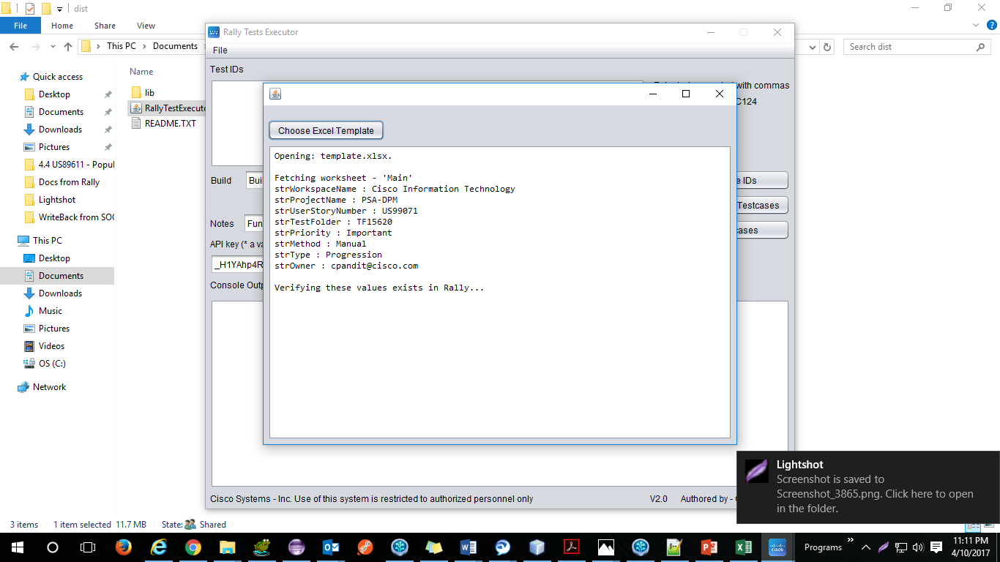 dist
File Home Share View
This PC Documents
Search dist
Quick access
Desktop
Documents
Downloads
Pictures
4.4 US89611 - Popul
Docs from Rally
Lightshot
WriteBack from SO
This PC
Desktop
Documents
Downloads
Music
Pictures
Videos
OS (C:)
Network
Name
lib
RallyTestExecuto
README.TXT
Rally Tests Executor
File
Test IDs
with commas
C124
Build Bui
e IDs
Testcases
Notes Fun
ases
API key (* a va
_H1YAhp4R
Console Outp
Choose Excel Template
Opening: template.xlsx.
Fetching worksheet - 'Main'
strWorkspaceName : Cisco Information Technology
strProjectName : PSA-DPM
strUserStoryNumber : US99071
strTestFolder : TF15620
strPriority : Important
strMethod : Manual
strType : Progression
strOwner : cpandit@cisco.com
Verifying these values exists in Rally...
Cisco Systems - Inc. Use of this system is restricted to authorized personnel only V2.0 Authored by -
Lightshot
Screenshot is saved to
Screenshot_3865.png. Click here to open
in the folder.
3 items 1 item selected 11.7 MB State: Shared
Programs
11:11 PM
4/10/2017